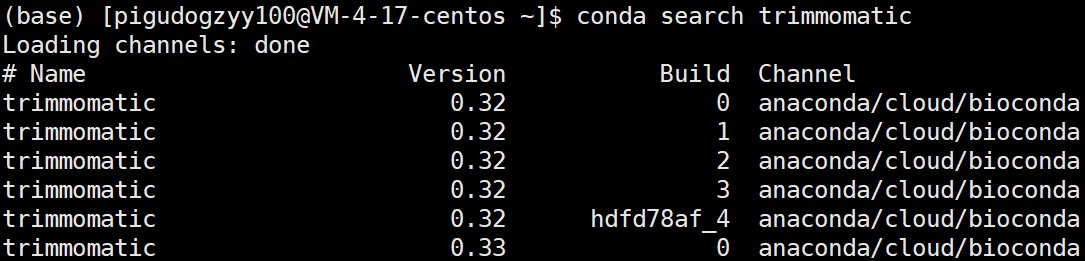 (base) [pigudogzyy100@VM-4-17-centos ~]$ conda search trimmomatic
Loading channels: done
# Name Version Build Channel
trimmomatic 0.32 0 anaconda/cloud/bioconda
trimmomatic 0.32 1 anaconda/cloud/bioconda
trimmomatic 0.32 2 anaconda/cloud/bioconda
trimmomatic 0.32 3 anaconda/cloud/bioconda
trimmomatic 0.32 hdfd78af_4 anaconda/cloud/bioconda
trimmomatic 0.33 0 anaconda/cloud/bioconda